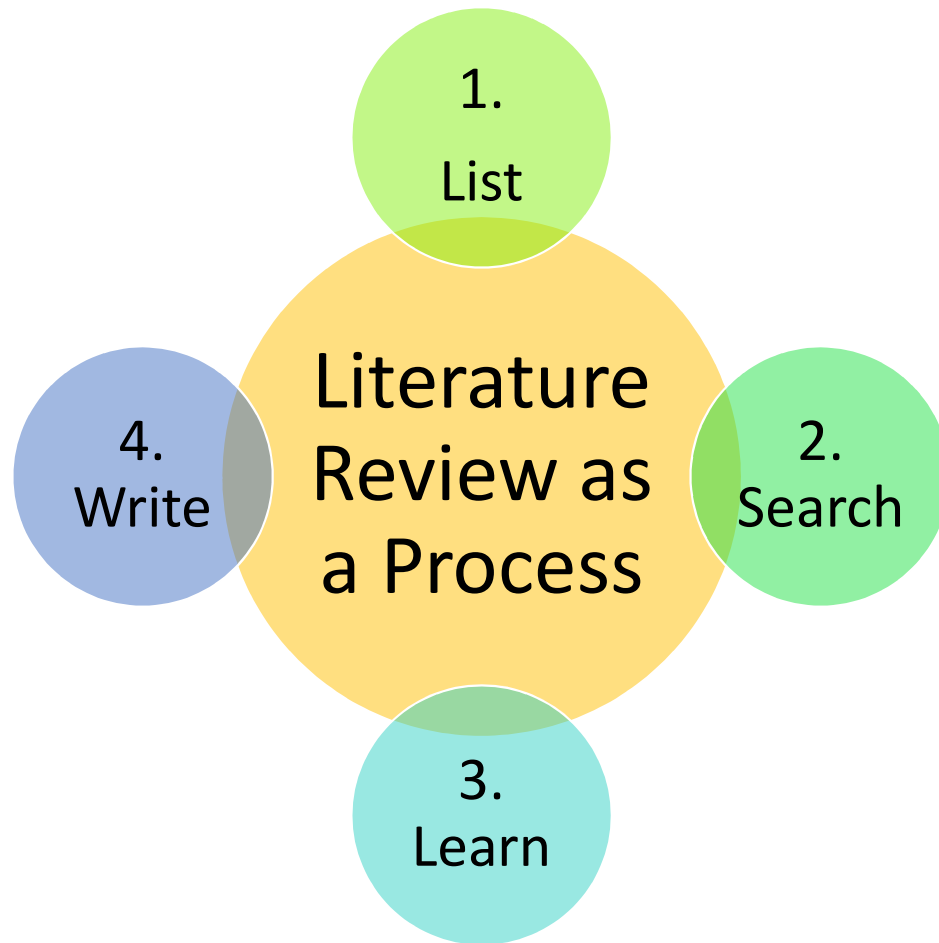 1.
List
Literature
Review as
a Process
2.
Search
3.
Learn
4.
Write